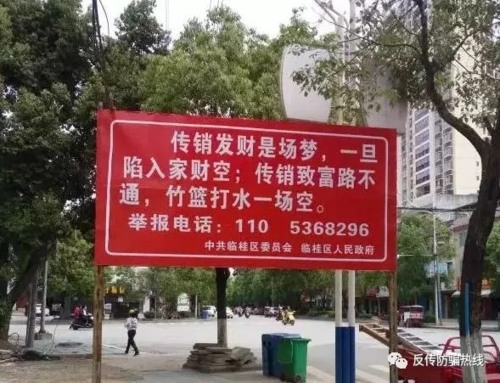 传销发财是场梦，一旦
陷入家财空；传销致富路不
通，竹篮打水一场空。
举报电话：110 5368296
中共临桂区委员会 临桂区人民政府
反传防骗热线